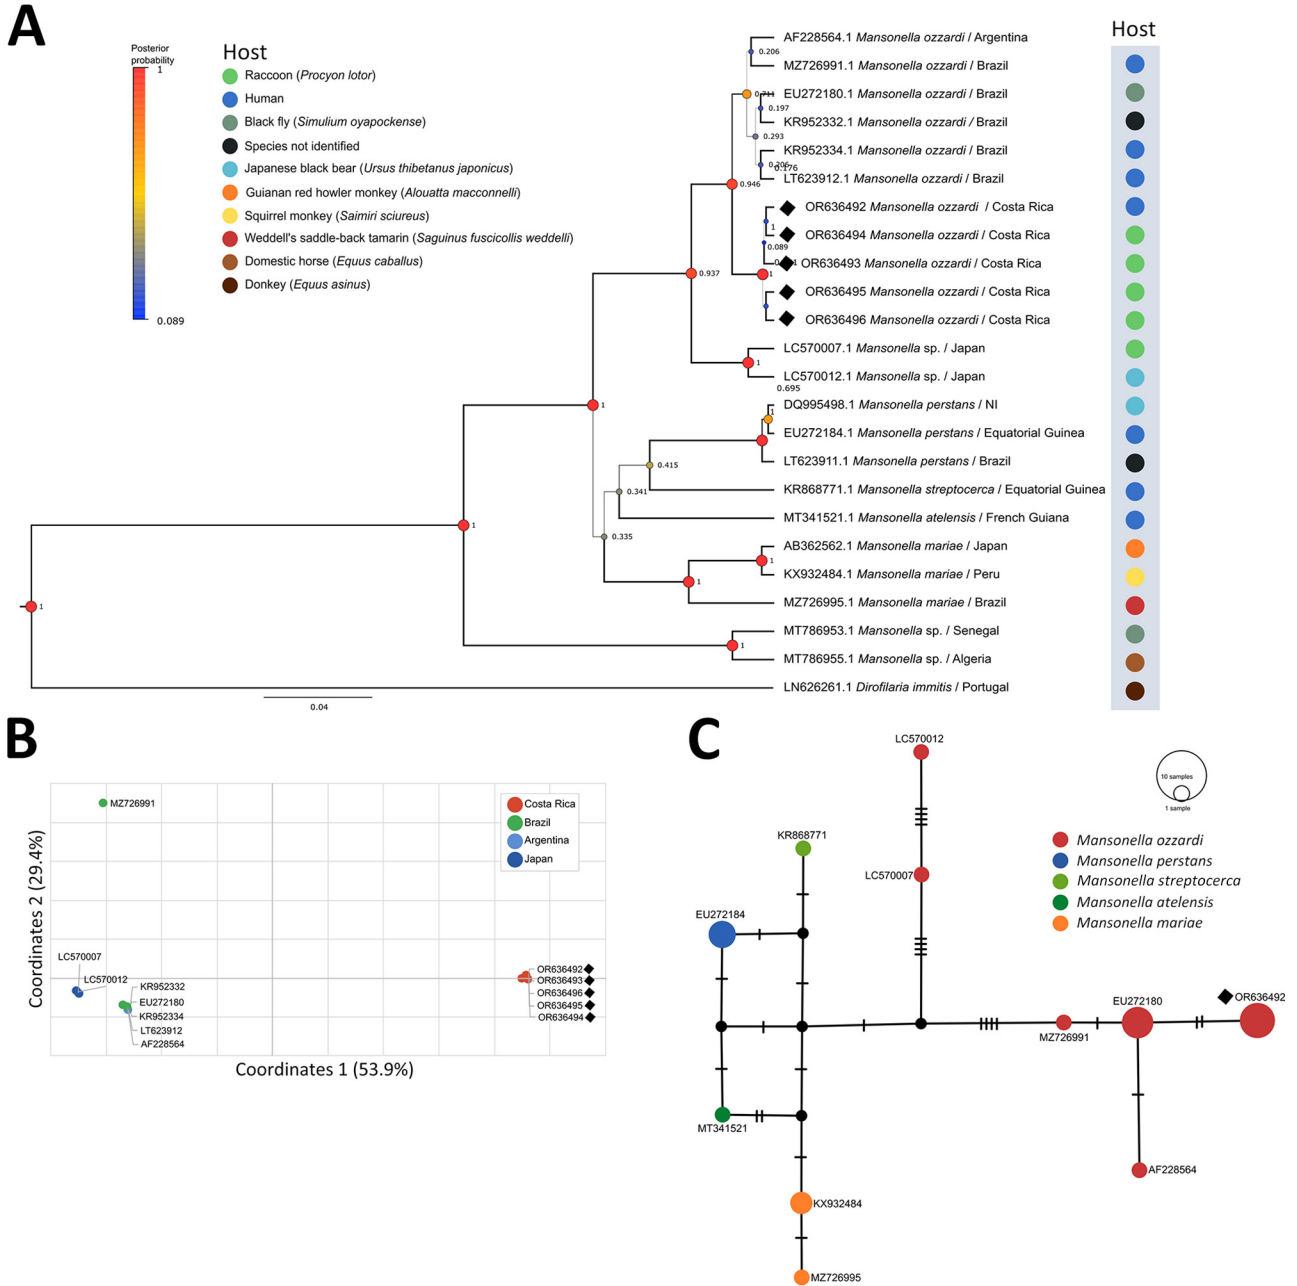 A
Posterior
probability
1
0.089
Host
Raccoon (Procyon lotor)
Human
Black fly (Simulium oyapockense)
Species not identified
Japanese black bear (Ursus thibetanus japonicus)
Guianan red howler monkey (Alouatta macconnelli)
Squirrel monkey (Saimiri sciureus)
Weddell's saddle-back tamarin (Saguinus fuscicollis weddelli)
Domestic horse (Equus caballus)
Donkey (Equus asinus)
Host
AF228564.1 Mansonella ozzardi / Argentina
0.206
MZ726991.1 Mansonella ozzardi / Brazil
0.711
EU272180.1 Mansonella ozzardi / Brazil
0.197
KR952332.1 Mansonella ozzardi / Brazil
0.293
KR952334.1 Mansonella ozzardi / Brazil
0.176
LT623912.1 Mansonella ozzardi / Brazil
0.946
OR636492 Mansonella ozzardi / Costa Rica
1
OR636494 Mansonella ozzardi / Costa Rica
0.089
OR636493 Mansonella ozzardi / Costa Rica
1
0.937
OR636495 Mansonella ozzardi / Costa Rica
OR636496 Mansonella ozzardi / Costa Rica
LC570007.1 Mansonella sp. / Japan
1
LC570012.1 Mansonella sp. / Japan
0.695
DQ995498.1 Mansonella perstans / NI
1
1
EU272184.1 Mansonella perstans / Equatorial Guinea
LT623911.1 Mansonella perstans / Brazil
0.415
KR868771.1 Mansonella streptocerca / Equatorial Guinea
0.341
MT341521.1 Mansonella atelensis / French Guiana
0.335
AB362562.1 Mansonella mariae / Japan
1
KX932484.1 Mansonella mariae / Peru
1
MZ726995.1 Mansonella mariae / Brazil
1
MT786953.1 Mansonella sp. / Senegal
1
MT786955.1 Mansonella sp. / Algeria
1
LN626261.1 Dirofilaria immitis / Portugal
0.04
B
MZ726991
Costa Rica
Brazil
Argentina
Japan
Coordinates 2 (29.4%)
LC570007
LC570012
KR952332
EU272180
KR952334
LT623912
AF228564
OR636492
OR636493
OR636496
OR636495
OR636494
Coordinates 1 (53.9%)
C
LC570012
10 samples
1 sample
Mansonella ozzardi
Mansonella perstans
Mansonella streptocerca
Mansonella atelensis
Mansonella mariae
KR868771
LC570007
EU272184
EU272180
OR636492
MZ726991
MT341521
AF228564
KX932484
MZ726995